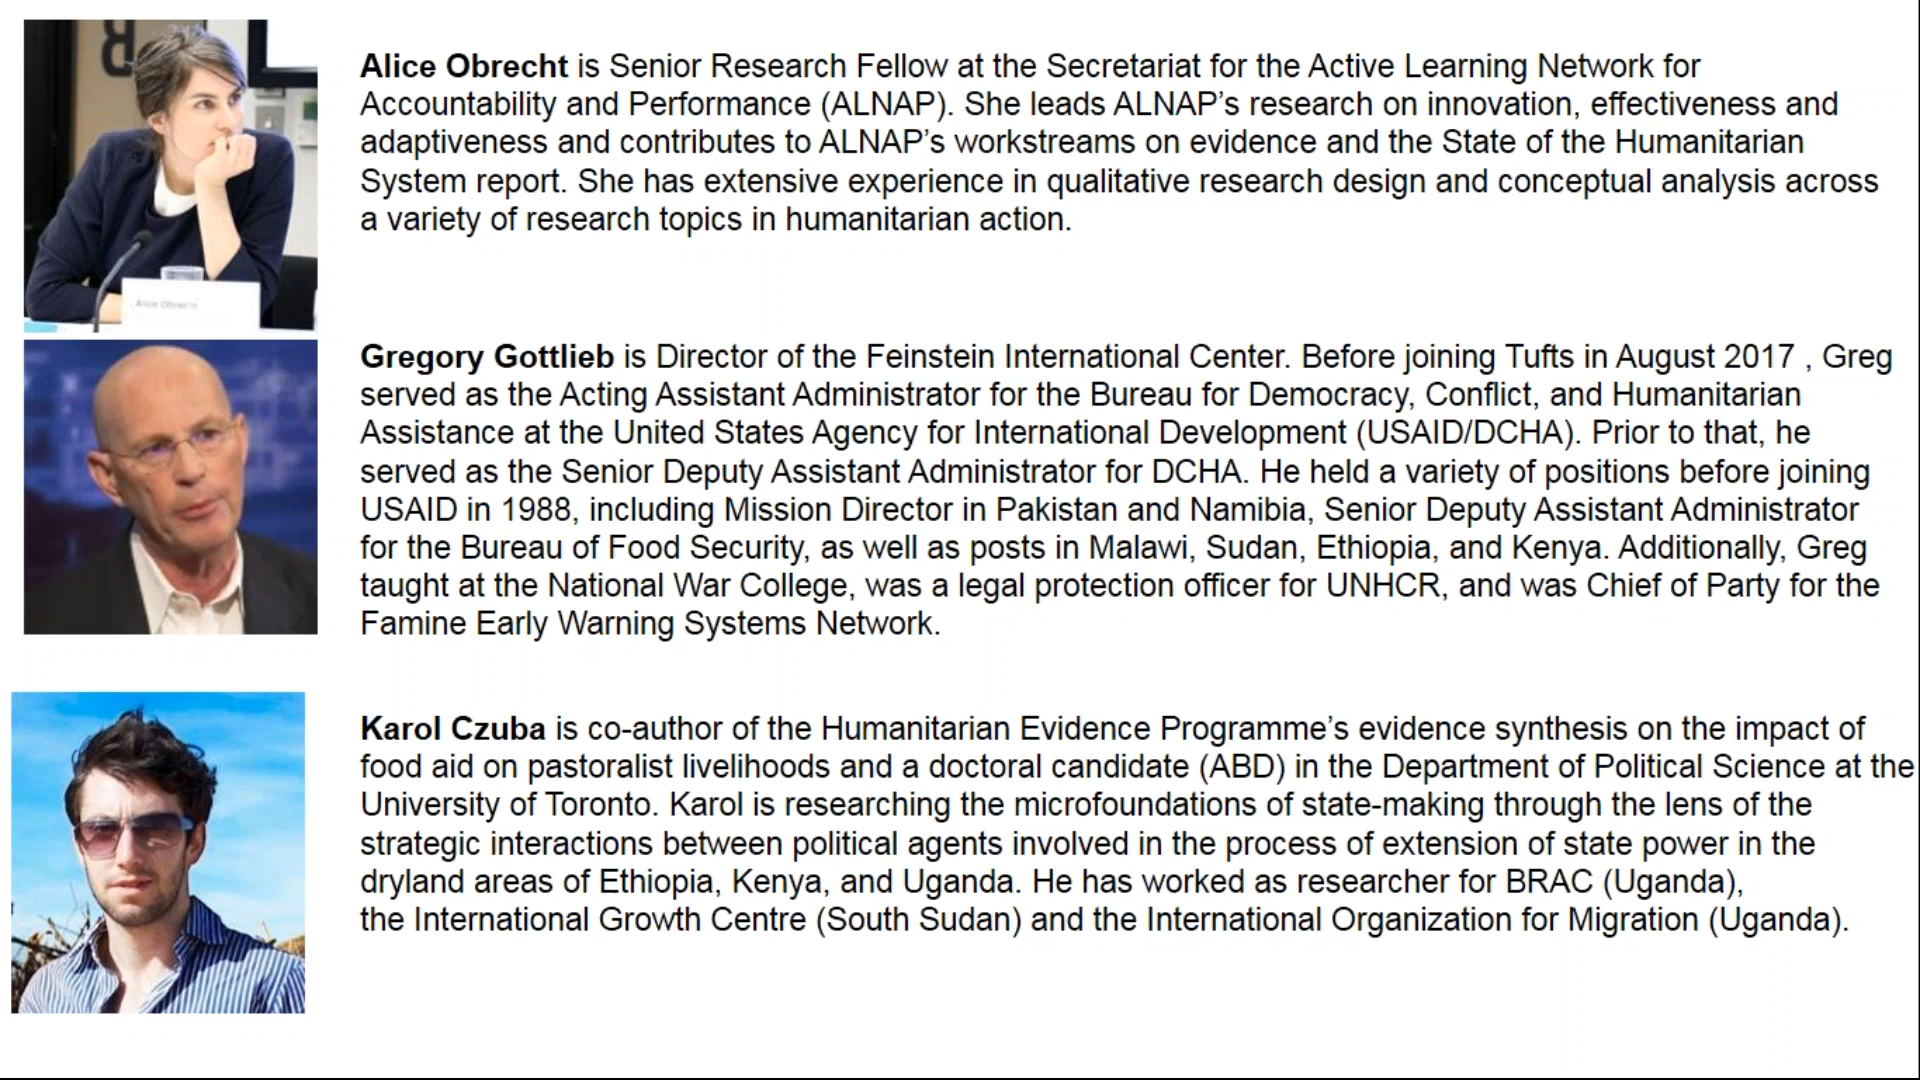 Alice Obrecht is Senior Research Fellow at the Secretariat for the Active Learning Network for
Accountability and Performance (ALNAP). She leads ALNAP’s research on innovation, effectiveness and
adaptiveness and contributes to ALNAP’s workstreams on evidence and the State of the Humanitarian
System report. She has extensive experience in qualitative research design and conceptual analysis across
a variety of research topics in humanitarian action.
Alice Obrecht
Gregory Gottlieb is Director of the Feinstein International Center. Before joining Tufts in August 2017 , Greg
served as the Acting Assistant Administrator for the Bureau for Democracy, Conflict, and Humanitarian
Assistance at the United States Agency for International Development (USAID/DCHA). Prior to that, he
served as the Senior Deputy Assistant Administrator for DCHA. He held a variety of positions before joining
USAID in 1988, including Mission Director in Pakistan and Namibia, Senior Deputy Assistant Administrator
for the Bureau of Food Security, as well as posts in Malawi, Sudan, Ethiopia, and Kenya. Additionally, Greg
taught at the National War College, was a legal protection officer for UNHCR, and was Chief of Party for the
Famine Early Warning Systems Network.
Karol Czuba is co-author of the Humanitarian Evidence Programme’s evidence synthesis on the impact of
food aid on pastoralist livelihoods and a doctoral candidate (ABD) in the Department of Political Science at the
University of Toronto. Karol is researching the microfoundations of state-making through the lens of the
strategic interactions between political agents involved in the process of extension of state power in the
dryland areas of Ethiopia, Kenya, and Uganda. He has worked as researcher for BRAC (Uganda),
the International Growth Centre (South Sudan) and the International Organization for Migration (Uganda).